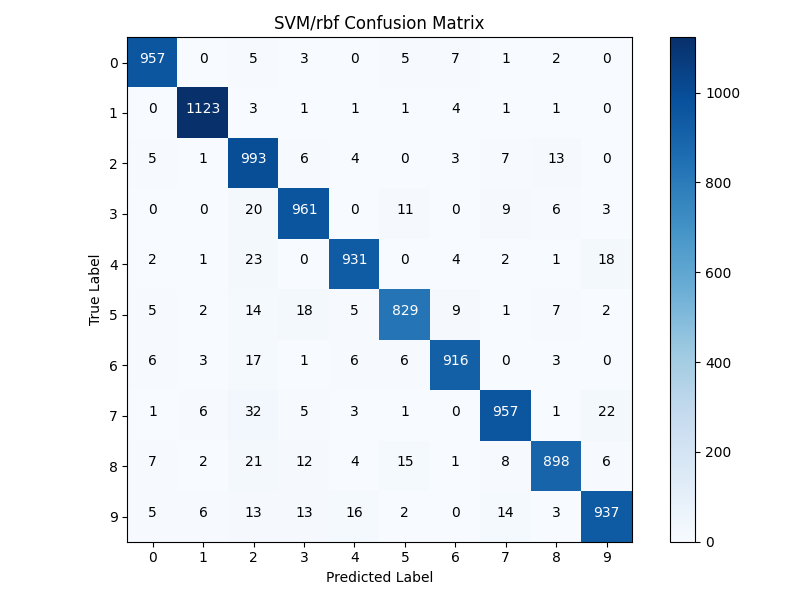 SVM/rbf Confusion Matrix
0 957 0 5 3 0 5 7 1 2 0
1 0 1123 3 1 1 1 4 1 1 0
2 5 1 993 6 4 0 3 7 13 0
3 0 0 20 961 0 11 0 9 6 3
4 2 1 23 0 931 0 4 2 1 18
5 5 2 14 18 5 829 9 1 7 2
6 6 3 17 1 6 6 916 0 3 0
7 1 6 32 5 3 1 0 957 1 22
8 7 2 21 12 4 15 1 8 898 6
9 5 6 13 13 16 2 0 14 3 937
0 1 2 3 4 5 6 7 8 9
Predicted Label
True Label
1000
800
600
400
200
0